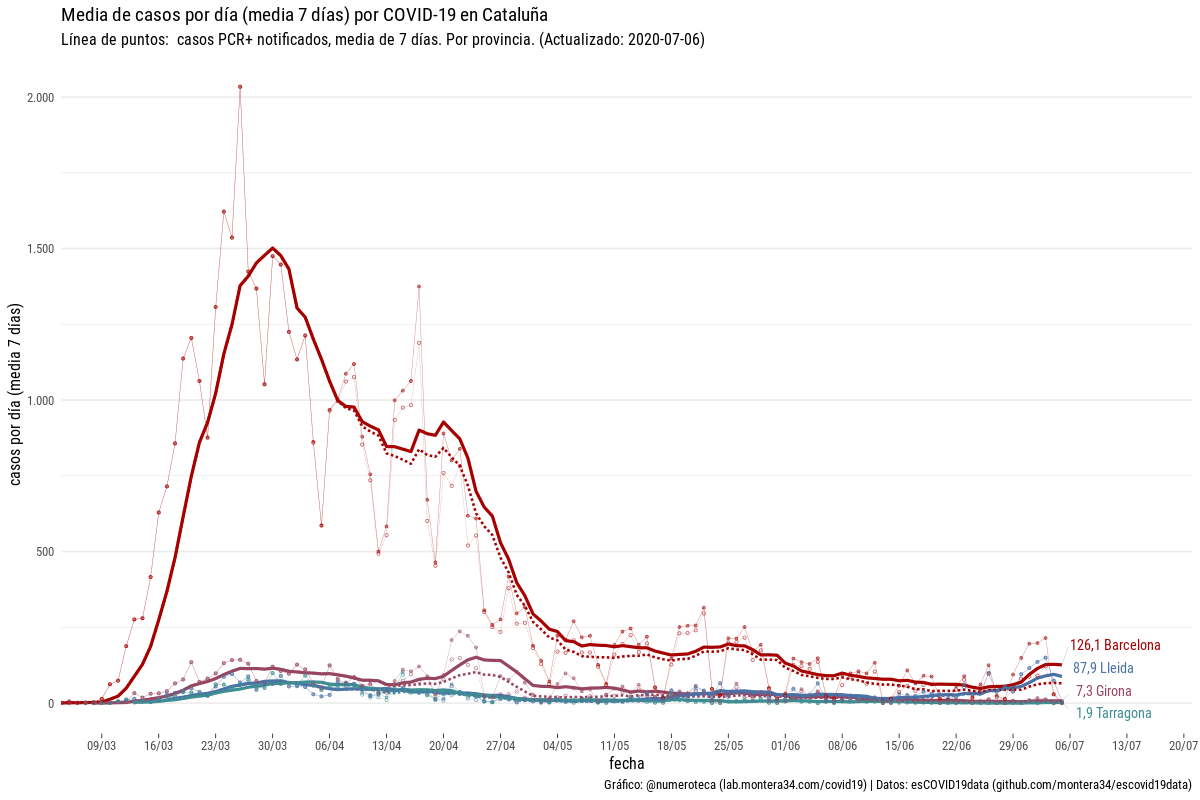 Media de casos por día (media 7 días) por COVID-19 en Cataluña
Línea de puntos:  casos PCR+ notificados, media de 7 días. Por provincia. (Actualizado: 2020-07-06)
casos por día (media 7 días)
2.000
1.500
1.000
500
0
126,1 Barcelona
87,9 Lleida
7,3 Girona
1,9 Tarragona
09/03 16/03 23/03 30/03 06/04 13/04 20/04 27/04 04/05 11/05 18/05 25/05 01/06 08/06 15/06 22/06 29/06 06/07 13/07 20/07
fecha
Gráfico: @numeroteca (lab.montera34.com/covid19) | Datos: esCOVID19data (github.com/montera34/escovid19data)